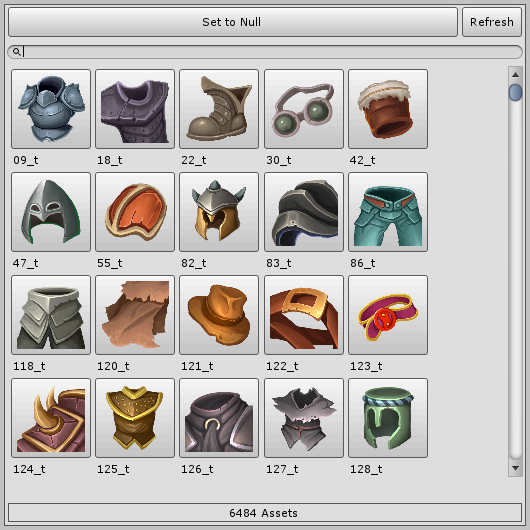 Set to Null Refresh
09_t 18_t 22_t 30_t 42_t
47_t 55_t 82_t 83_t 86_t
118_t 120_t 121_t 122_t 123_t
124_t 125_t 126_t 127_t 128_t
6484 Assets